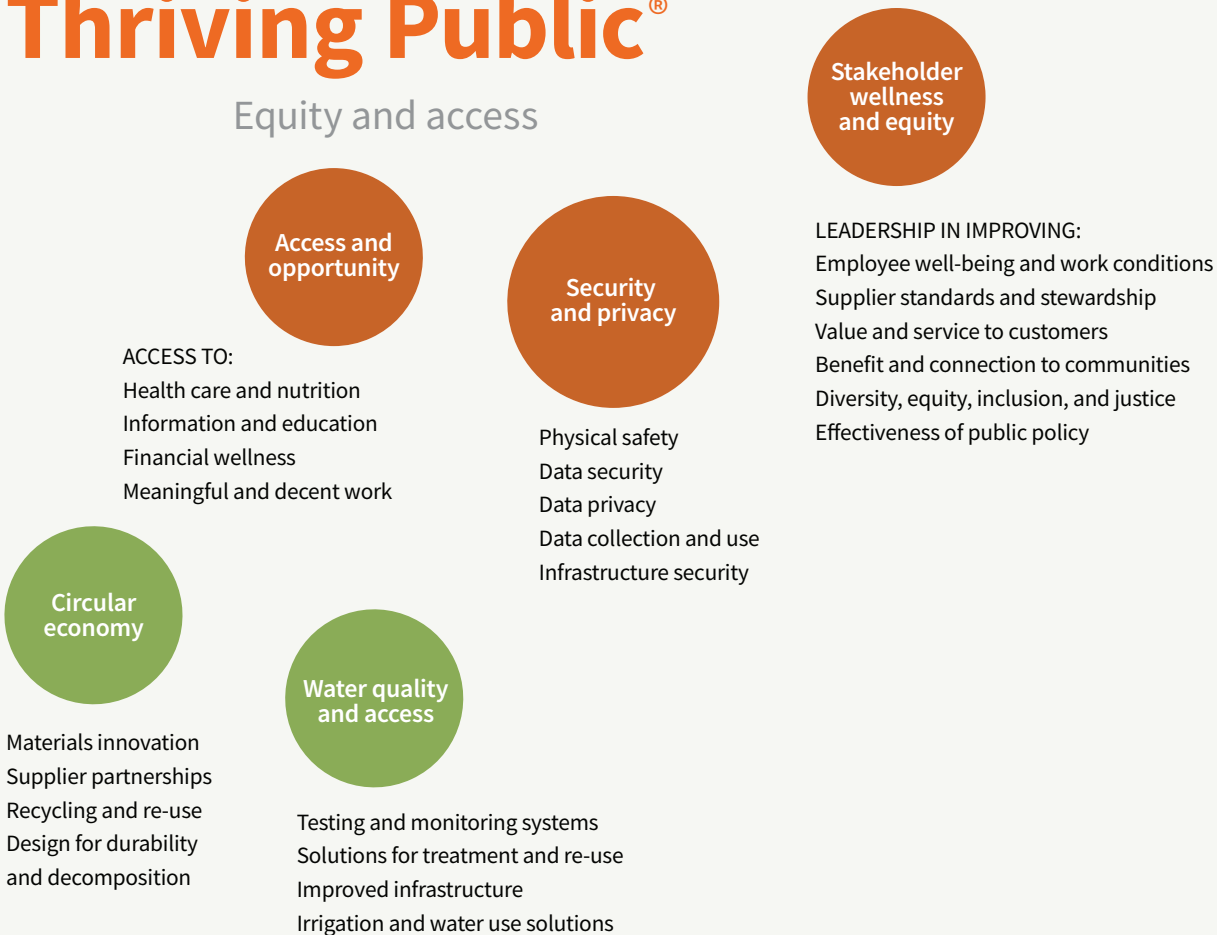 Thriving Public®
Equity and access
Stakeholder
wellness
and equity
LEADERSHIP IN IMPROVING:
Employee well-being and work conditions
Supplier standards and stewardship
Value and service to customers
Benefit and connection to communities
Diversity, equity, inclusion, and justice
Effectiveness of public policy
Access and
opportunity
ACCESS TO:
Health care and nutrition
Information and education
Financial wellness
Meaningful and decent work
Security
and privacy
Physical safety
Data security
Data privacy
Data collection and use
Infrastructure security
Circular
economy
Materials innovation
Supplier partnerships
Recycling and re-use
Design for durability
and decomposition
Water quality
and access
Testing and monitoring systems
Solutions for treatment and re-use
Improved infrastructure
Irrigation and water use solutions